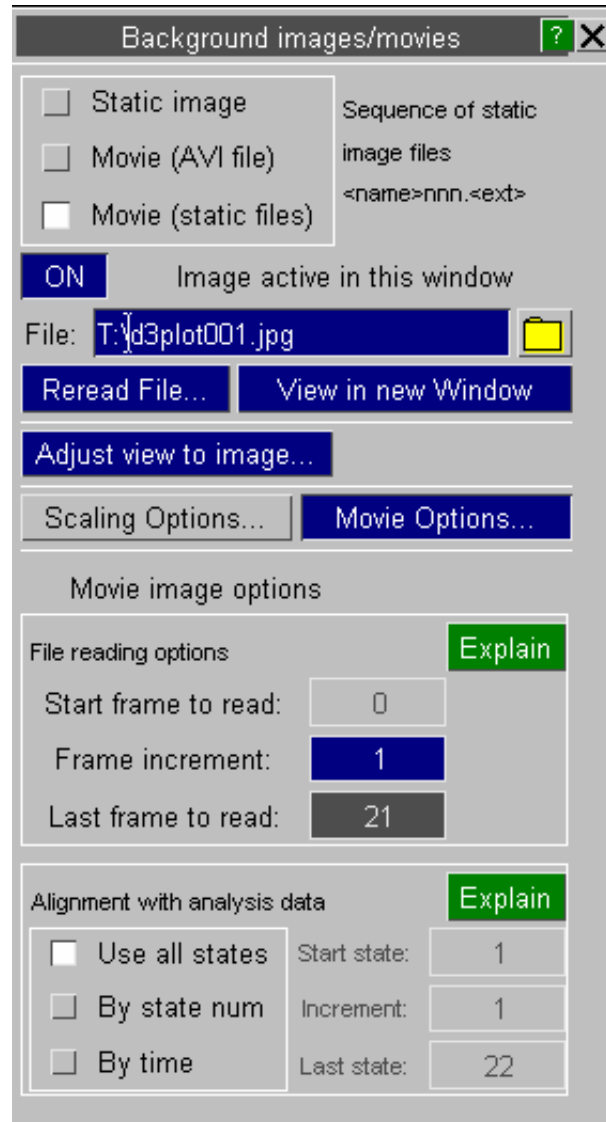 Background images/movies ? X
Static image
Movie (AVI file)
Movie (static files)
Sequence of static
image files
<name>nnn.<ext>
ON Image active in this window
File: T:\d3plot001.jpg
Reread File... View in new Window
Adjust view to image...
Scaling Options... Movie Options...
Movie image options
File reading options Explain
Start frame to read: 0
Frame increment: 1
Last frame to read: 21
Alignment with analysis data Explain
Use all states Start state: 1
By state num Increment: 1
By time Last state: 22